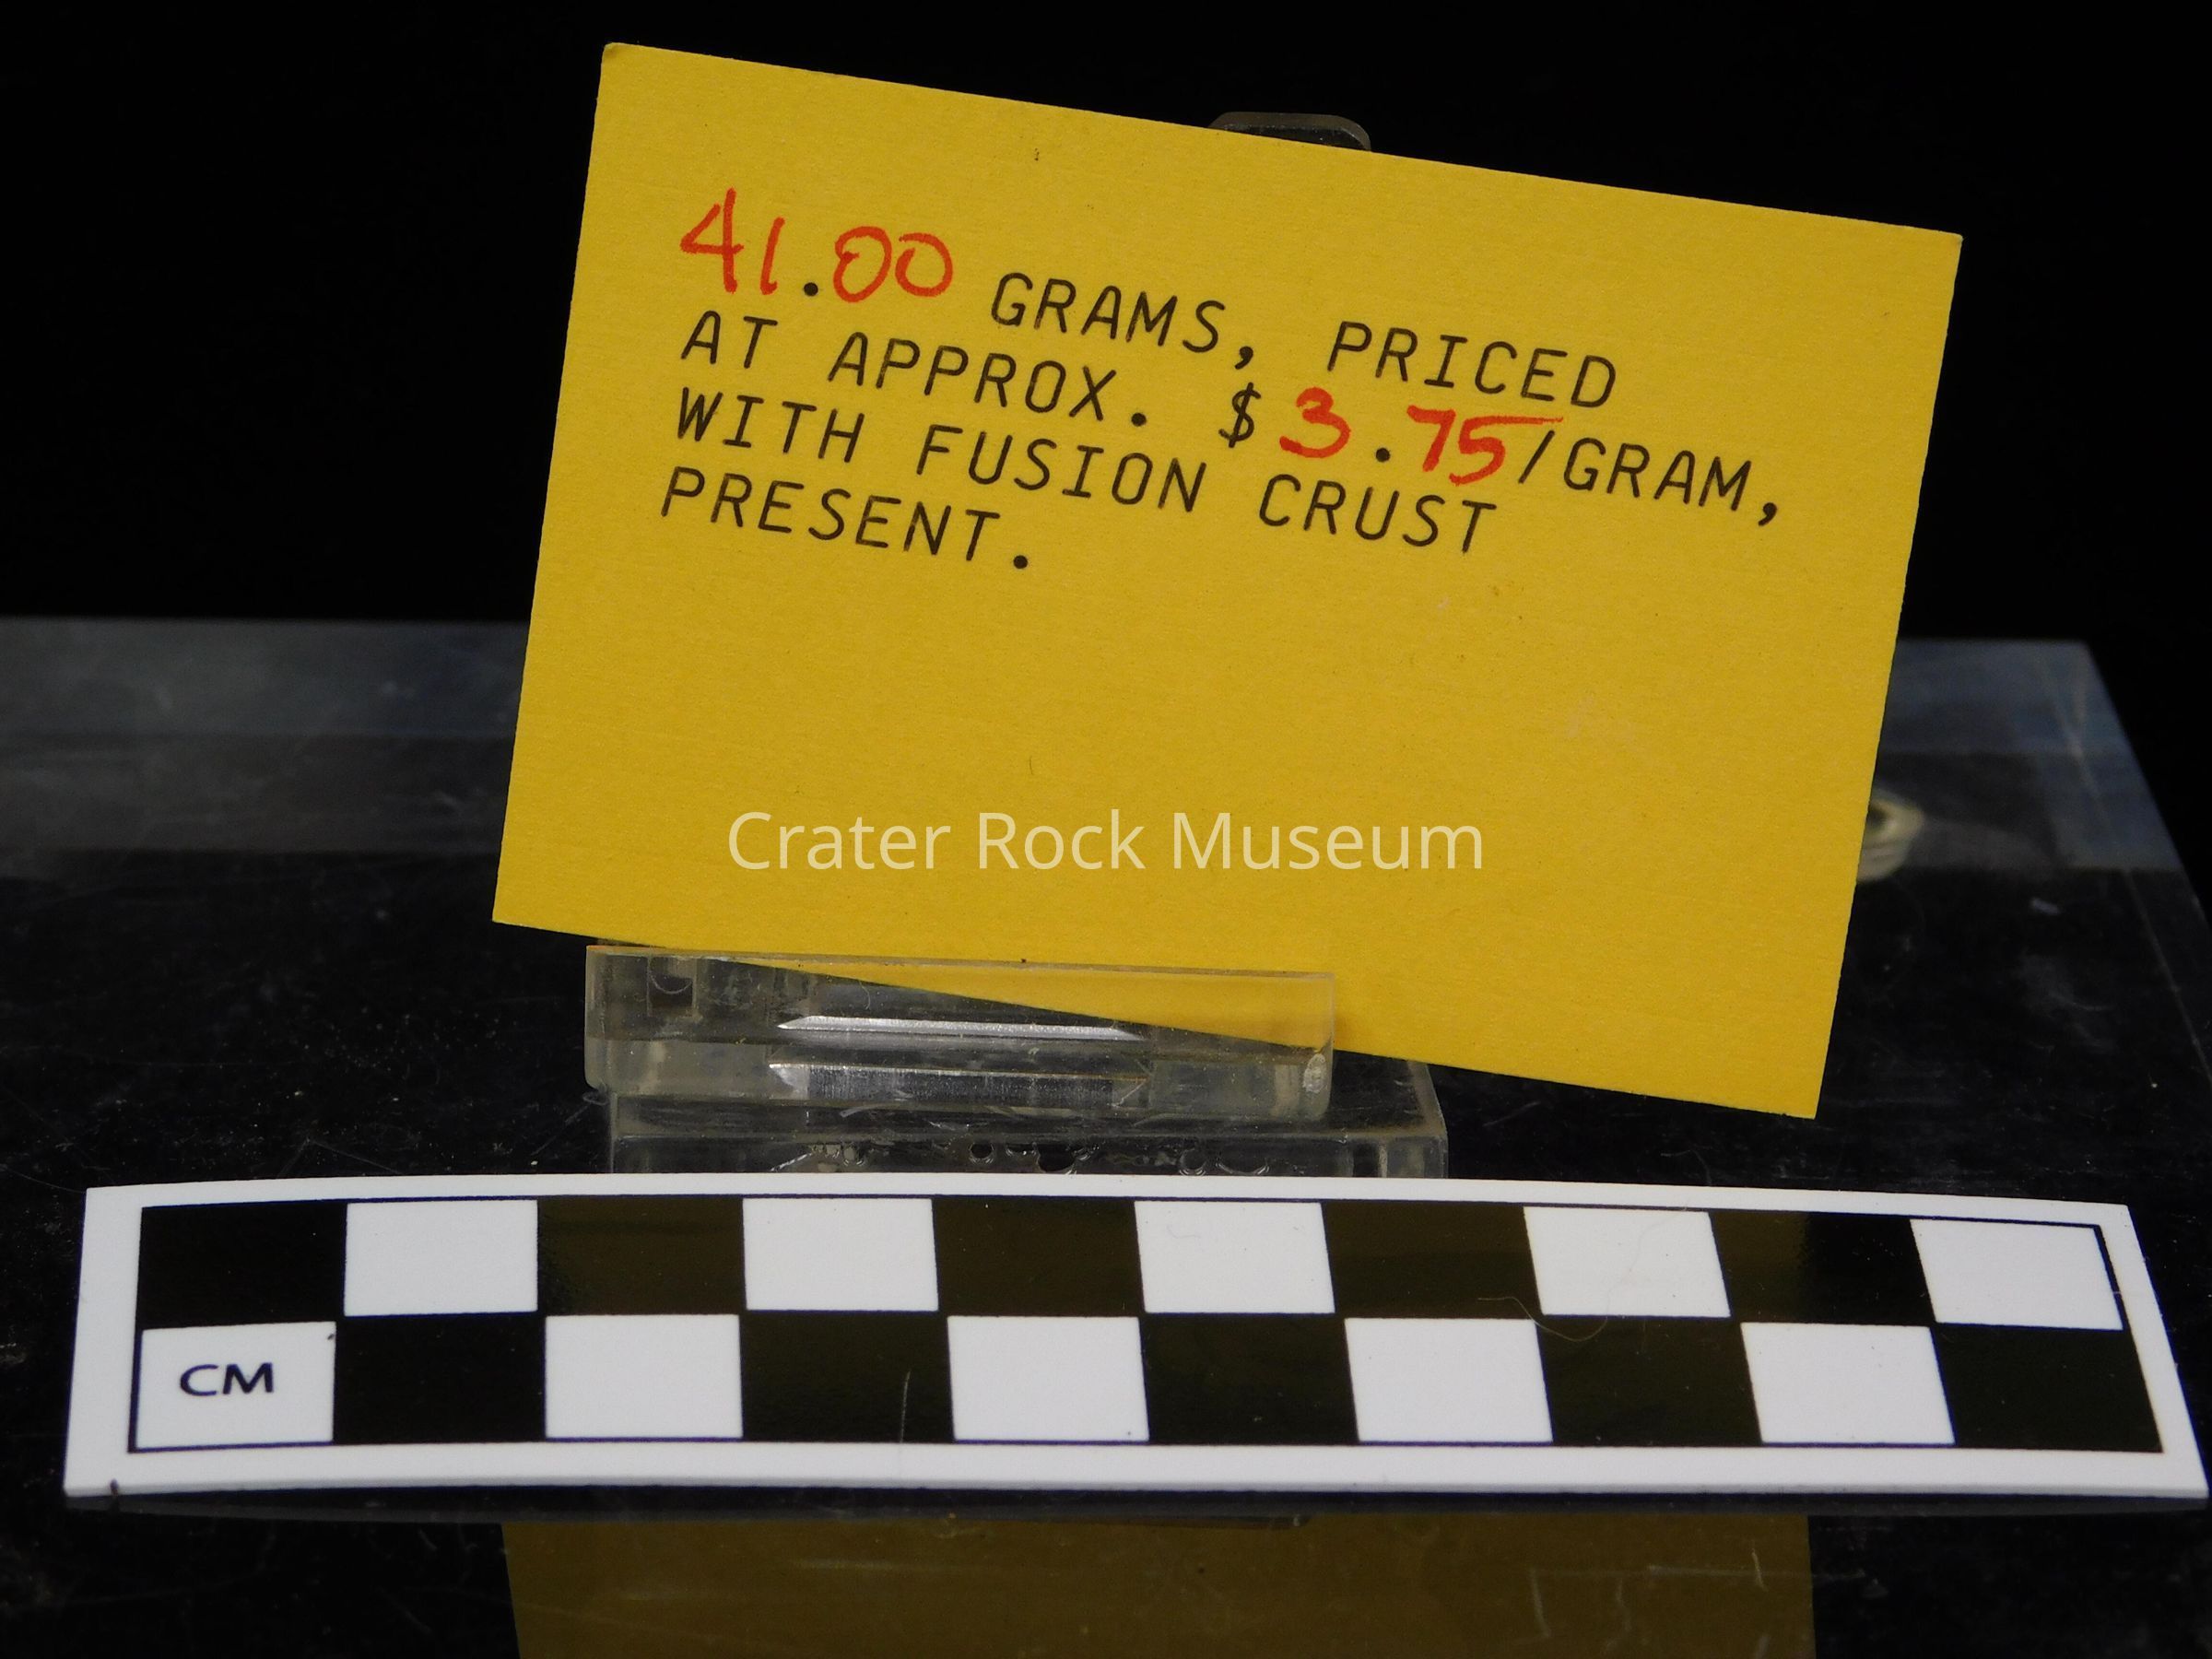 41.00 GRAMS, PRICED
AT APPROX. $3.75/GRAM,
WITH FUSION CRUST
PRESENT.
Crater Rock Museum
CM